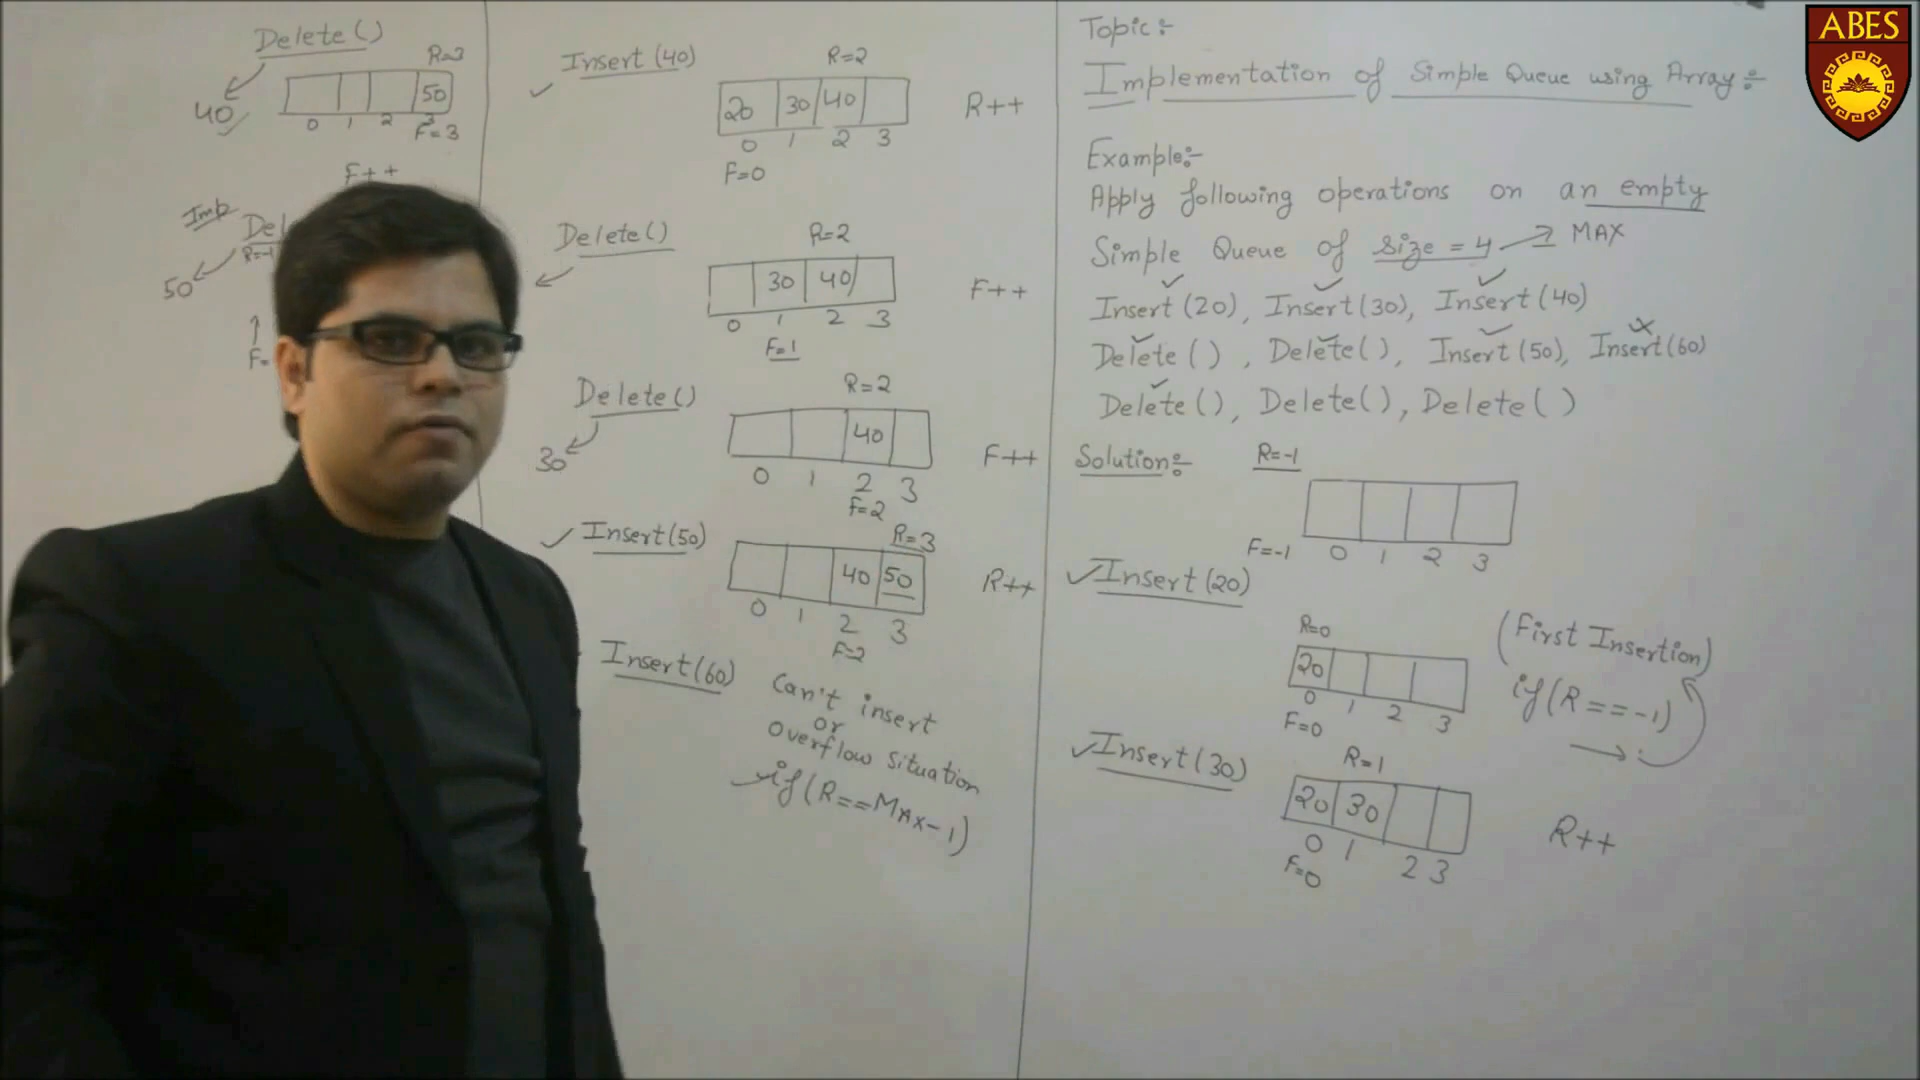 ABES
Topic:-
Implementation of Simple Queue using Array:-
Example:-
Apply following operations on an empty
Simple Queue of size = 4 → MAX
Insert (20), Insert (30), Insert (40)
Delete (), Delete (), Insert (50), Insert (60)
Delete (), Delete (), Delete ()
Solution:-
R=-1
F=-1 0 1 2 3
Insert (20)
R=0
20
0 1 2 3
F=0
(First Insertion)
if (R == -1)
Insert (30)
R=1
20 30
0 1 2 3
F=0
R++
Insert (40)
R=2
20 30 40
0 1 2 3
F=0
R++
Delete ()
R=2
30 40
0 1 2 3
F=1
F++
Delete ()
30
R=2
40
0 1 2 3
F=2
F++
Insert (50)
R=3
40 50
0 1 2 3
F=2
R++
Insert (60)
Can't insert
or
Overflow Situation
if (R==MAX-1)
Delete ()
40
R=3
50
0 1 2 3
F=3
F++
Imp
Del
R=-1
50
F=